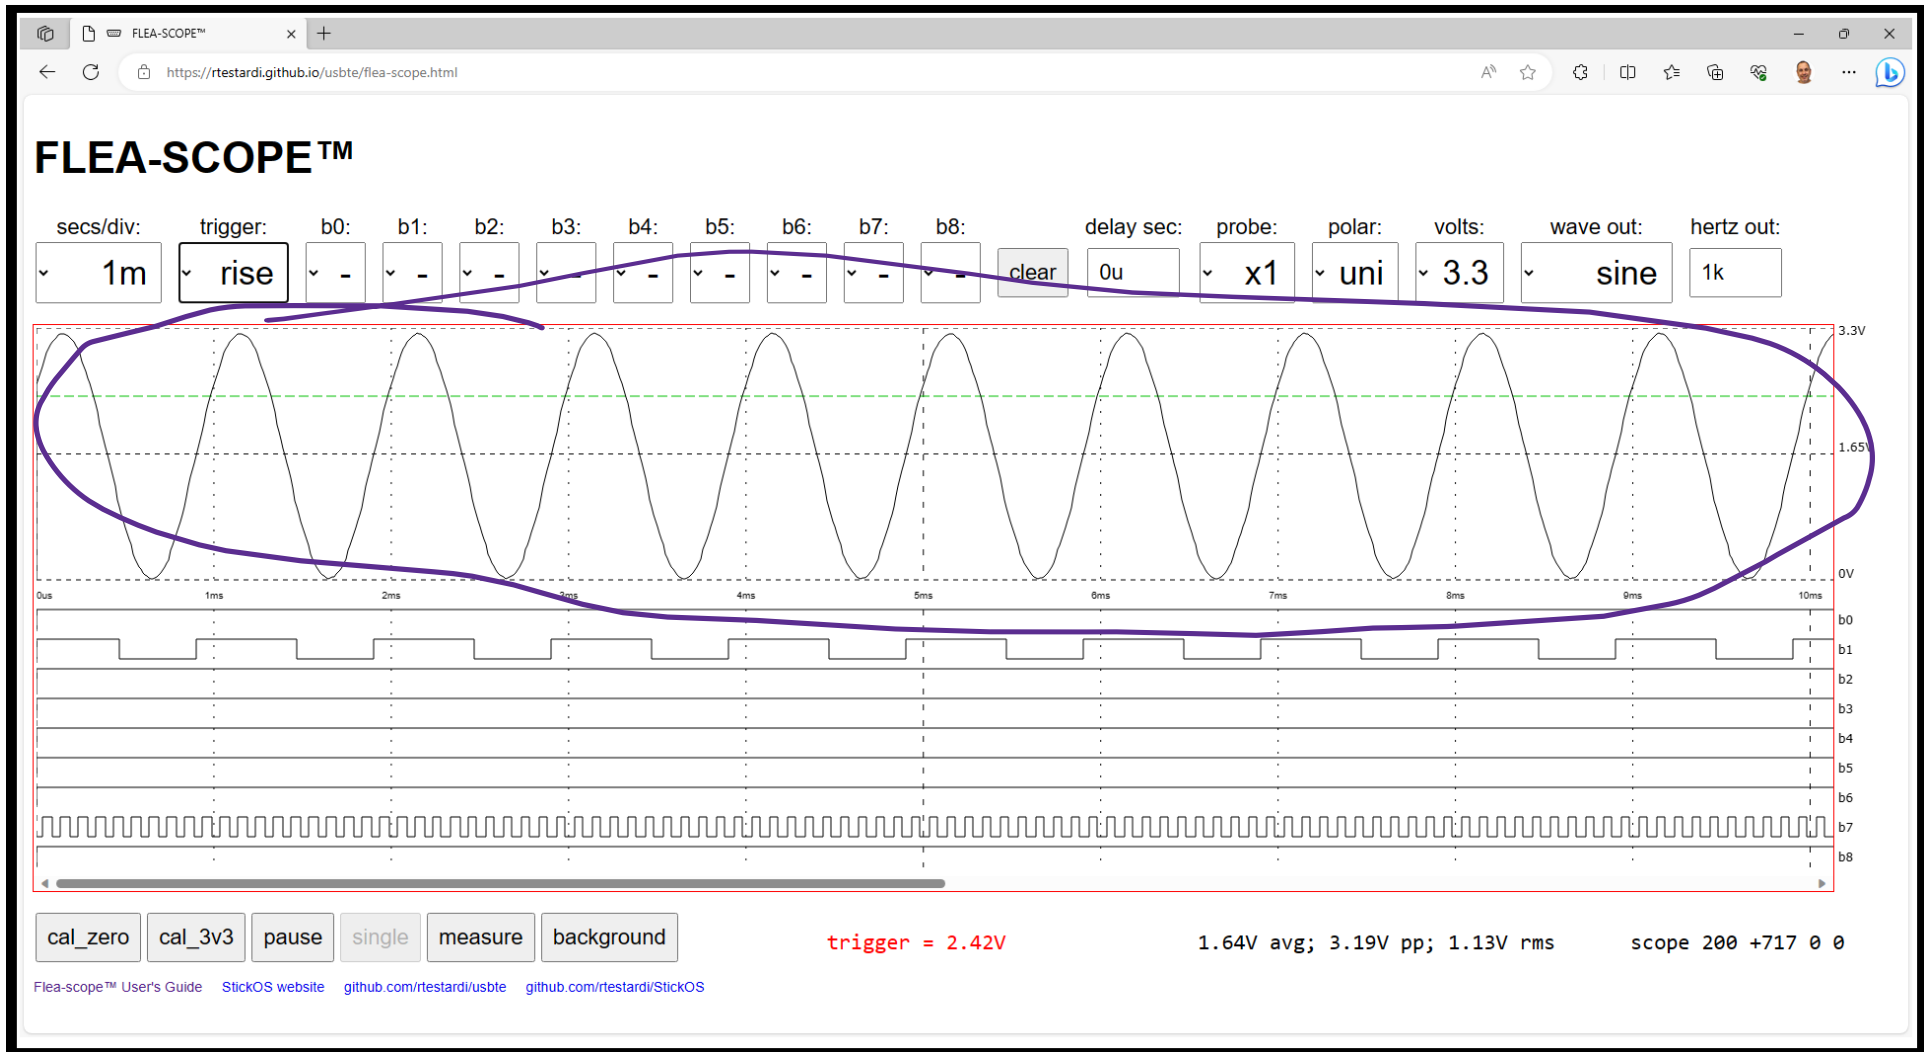 FLEA-SCOPE™
https://rtestardi.github.io/usbte/flea-scope.html
FLEA-SCOPE™
secs/div: trigger: b0: b1: b2: b3: b4: b5: b6: b7: b8: delay sec: probe: polar: volts: wave out: hertz out:
1m rise - - - - - - - - - clear 0u x1 uni 3.3 sine 1k
3.3V
1.65V
0V
0us 1ms 2ms 3ms 4ms 5ms 6ms 7ms 8ms 9ms 10ms
b0
b1
b2
b3
b4
b5
b6
b7
b8
cal_zero cal_3v3 pause single measure background trigger = 2.42V 1.64V avg; 3.19V pp; 1.13V rms scope 200 +717 0 0
Flea-scope™ User's Guide StickOS website github.com/rtestardi/usbte github.com/rtestardi/StickOS